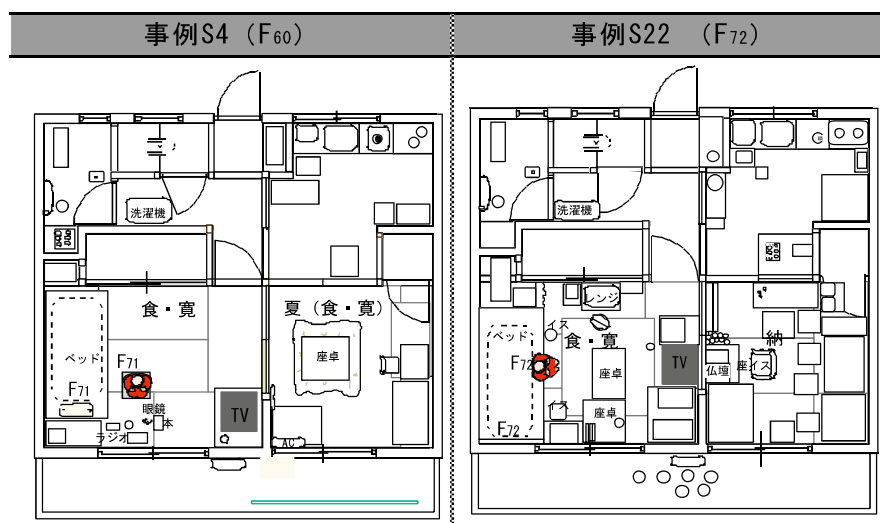 事例S4（F60）
事例S22　（F72）
洗濯機
食・寛
夏（食・寛）
ベッド
F71
F71
座卓
眼鏡
本
ラジオ
TV
AC
洗濯機
レンジ
イス
ベッド
食・寛
F72
座卓
TV
納
仏壇
座イス
イス
座卓
F72